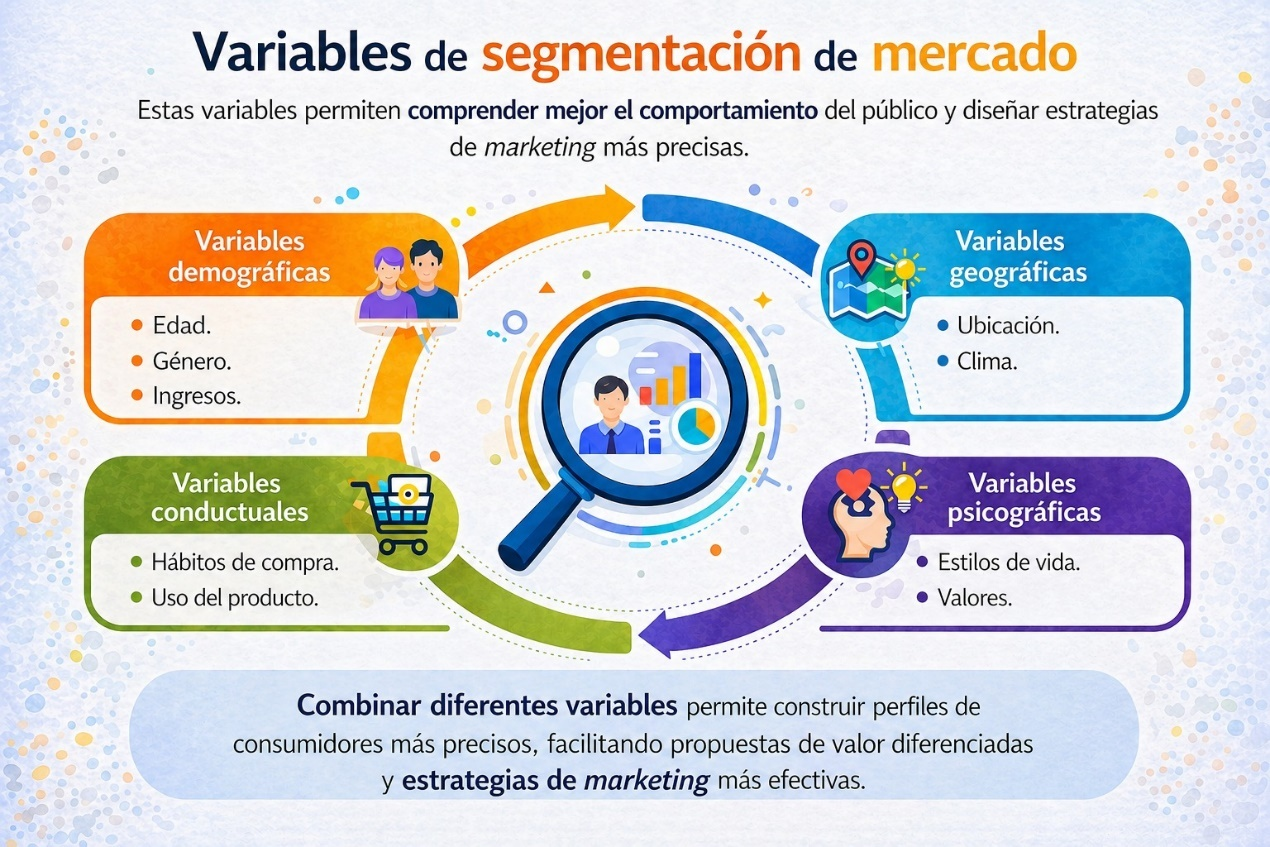 Variables de segmentación de mercado
Estas variables permiten comprender mejor el comportamiento del público y diseñar estrategias
de marketing más precisas.
Variables
demográficas
Edad.
Género.
Ingresos.
Variables
geográficas
Ubicación.
Clima.
Variables
conductuales
Hábitos de compra.
Uso del producto.
Variables
psicográficas
Estilos de vida.
Valores.
Combinar diferentes variables permite construir perfiles de
consumidores más precisos, facilitando propuestas de valor diferenciadas
y estrategias de marketing más efectivas.